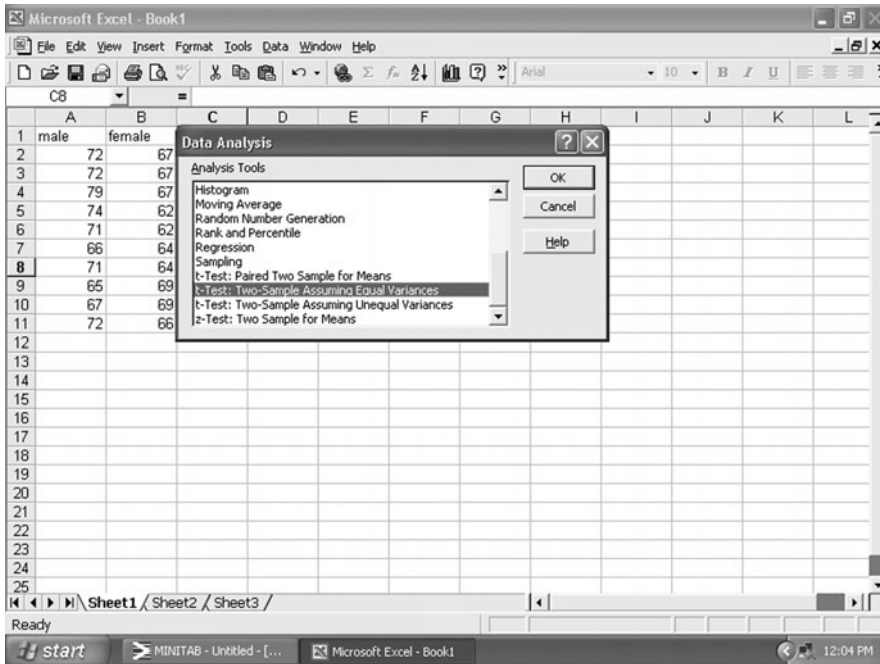 Microsoft Excel - Book1
File Edit View Insert Format Tools Data Window Help
Arial 10 B I U
C8 =
A B C D E F G H I J K L
1 male female
2 72 67
3 72 67
4 79 67
5 74 62
6 71 62
7 66 64
8 71 64
9 65 69
10 67 69
11 72 66
12
13
14
15
16
17
18
19
20
21
22
23
24
25
Data Analysis
Analysis Tools
Histogram
Moving Average
Random Number Generation
Rank and Percentile
Regression
Sampling
t-Test: Paired Two Sample for Means
t-Test: Two-Sample Assuming Equal Variances
t-Test: Two-Sample Assuming Unequal Variances
z-Test: Two Sample for Means
OK
Cancel
Help
Sheet1 / Sheet2 / Sheet3 /
Ready
start MINITAB - Untitled - [... Microsoft Excel - Book1 12:04 PM